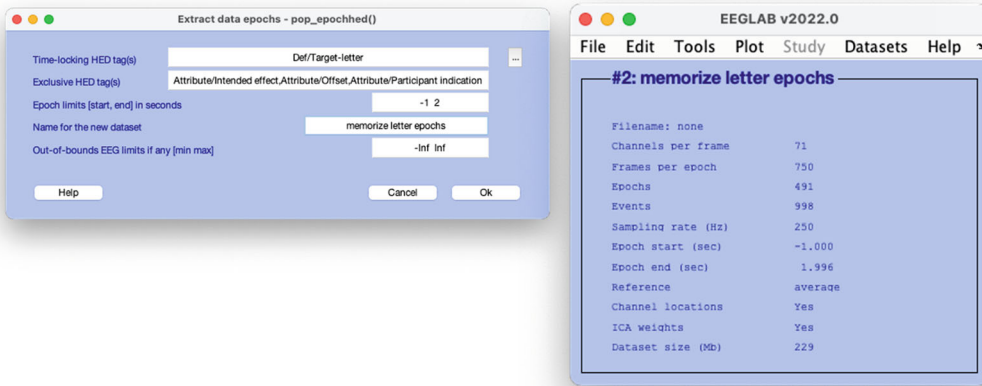 Extract data epochs - pop_epochhed()
Time-locking HED tag(s) Def/Target-letter ...
Exclusive HED tag(s) Attribute/Intended effect,Attribute/Offset,Attribute/Participant indication
Epoch limits [start, end] in seconds -1 2
Name for the new dataset memorize letter epochs
Out-of-bounds EEG limits if any [min max] -Inf Inf
Help Cancel Ok
EEGLAB v2022.0
File Edit Tools Plot Study Datasets Help
#2: memorize letter epochs
Filename: none
Channels per frame 71
Frames per epoch 750
Epochs 491
Events 998
Sampling rate (Hz) 250
Epoch start (sec) -1.000
Epoch end (sec) 1.996
Reference average
Channel locations Yes
ICA weights Yes
Dataset size (Mb) 229